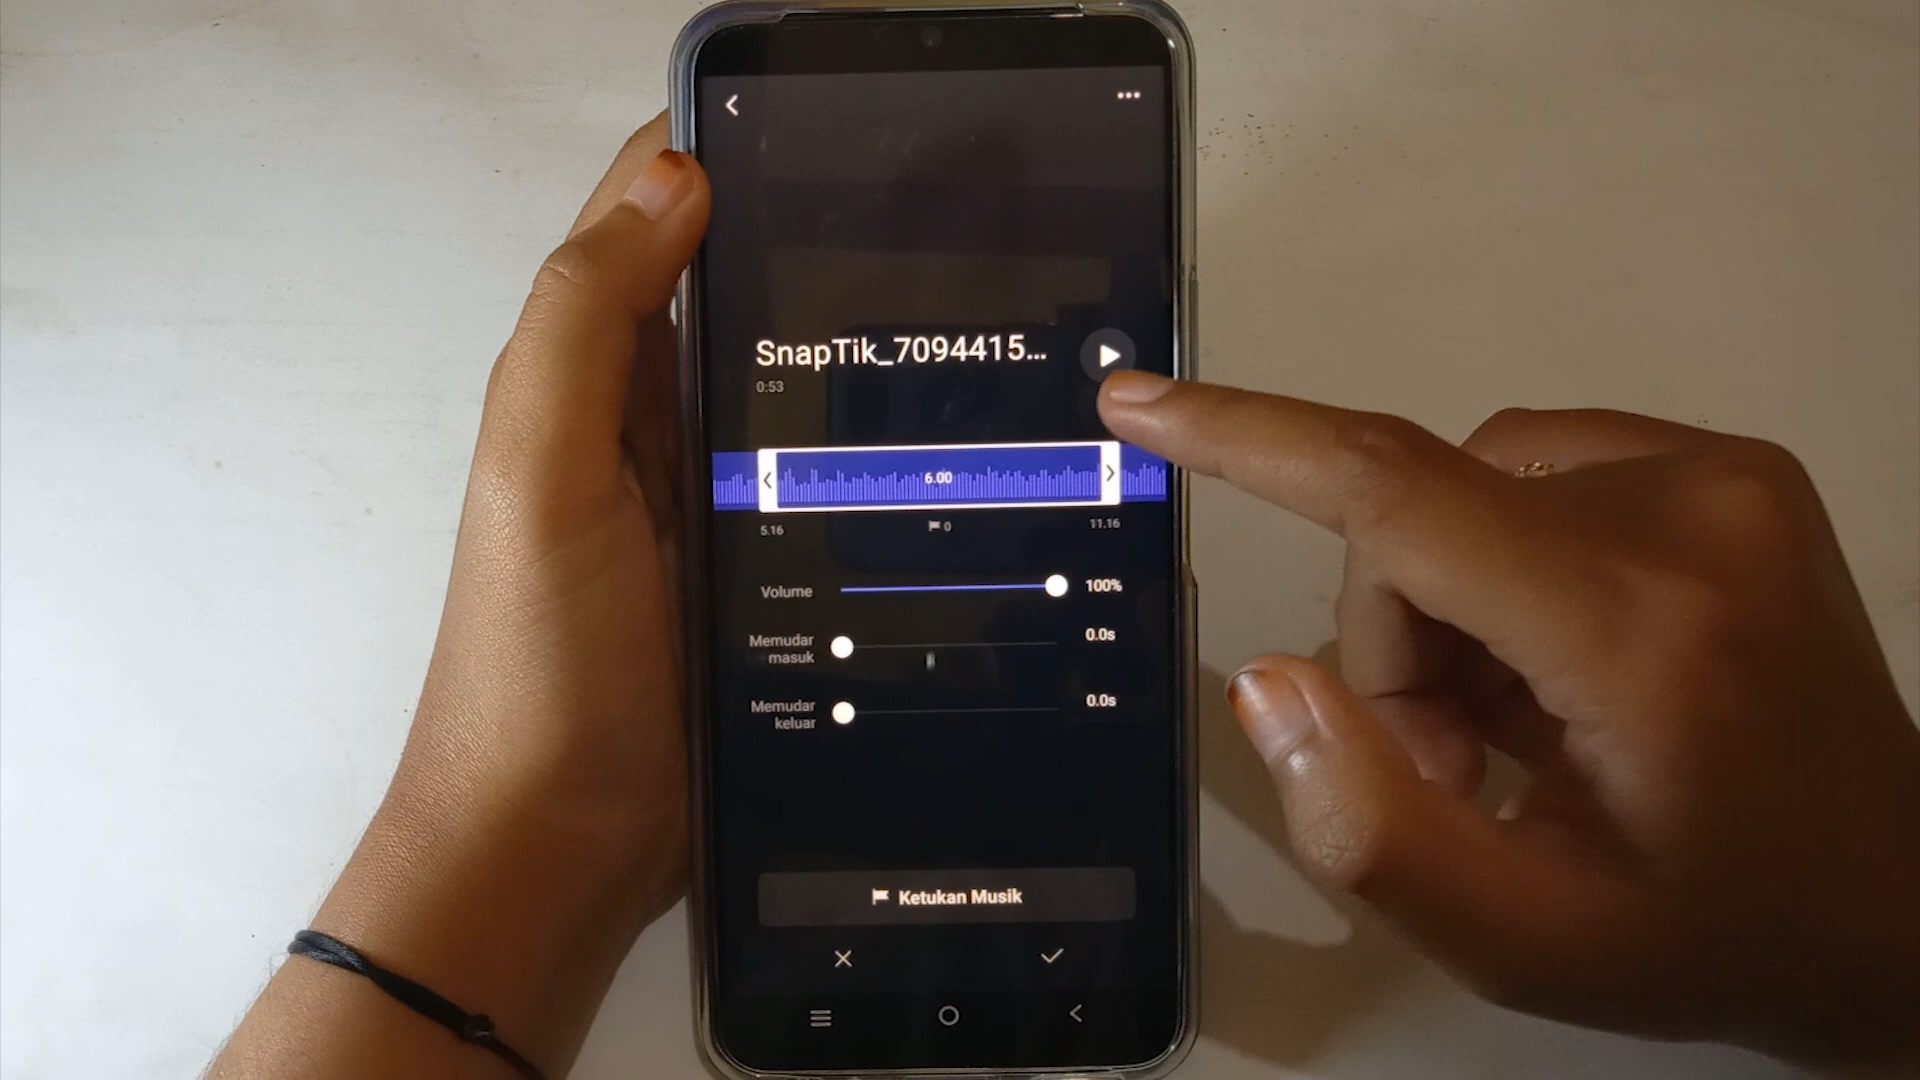 SnapTik_7094415...
0:53
6.00
5.16
0
11.16
Volume
100%
Memudar
masuk
0.0s
Memudar
keluar
0.0s
Ketukan Musik